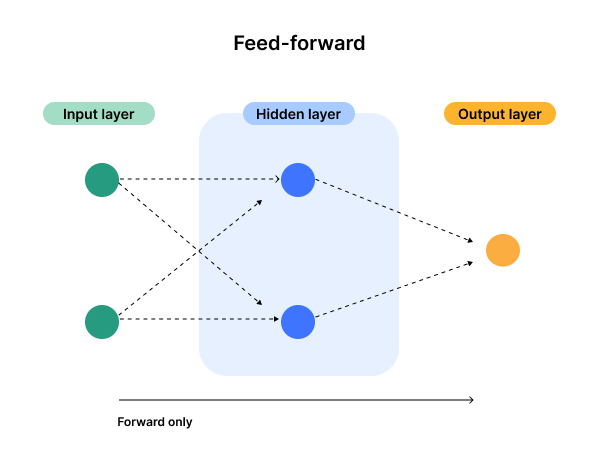 Feed-forward
Input layer
Hidden layer
Output layer
Forward only